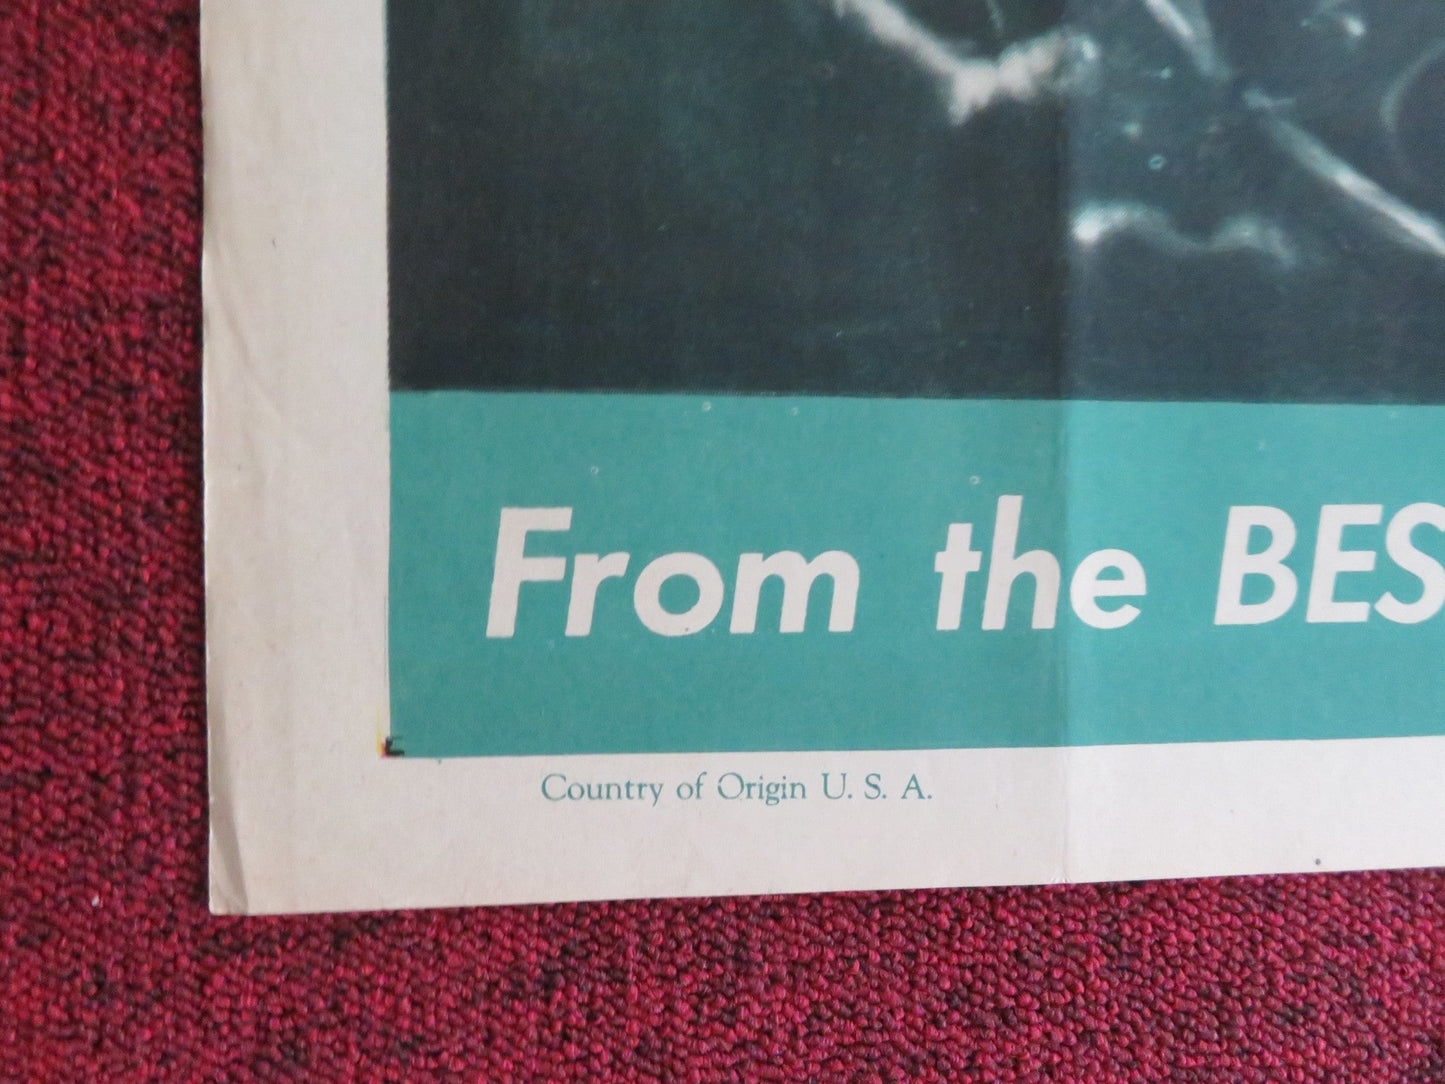 From the BES
Country of Origin U. S. A.